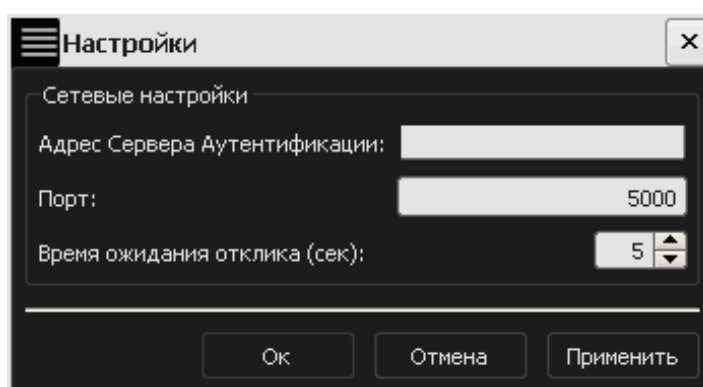 Настройки
Сетевые настройки
Адрес Сервера Аутентификации:
Порт: 5000
Время ожидания отклика (сек): 5
Ок Отмена Применить